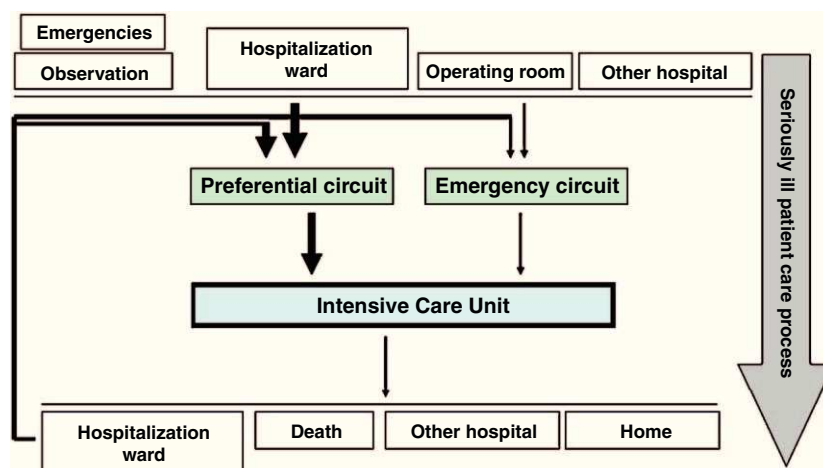 Emergencies
Observation
Hospitalization
ward
Operating room
Other hospital
Preferential circuit
Emergency circuit
Intensive Care Unit
Hospitalization
ward
Death
Other hospital
Home
Seriously ill patient care process